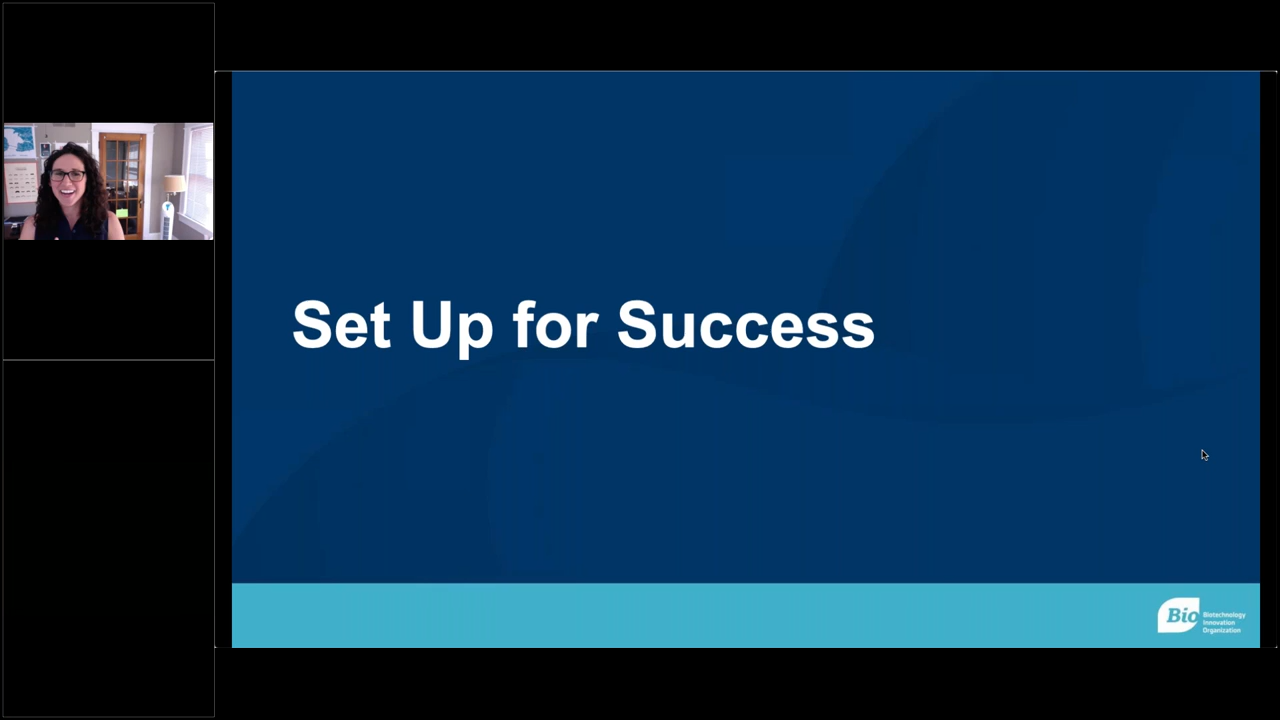 Set Up for Success
Bio
Biotechnology
Innovation
Organization